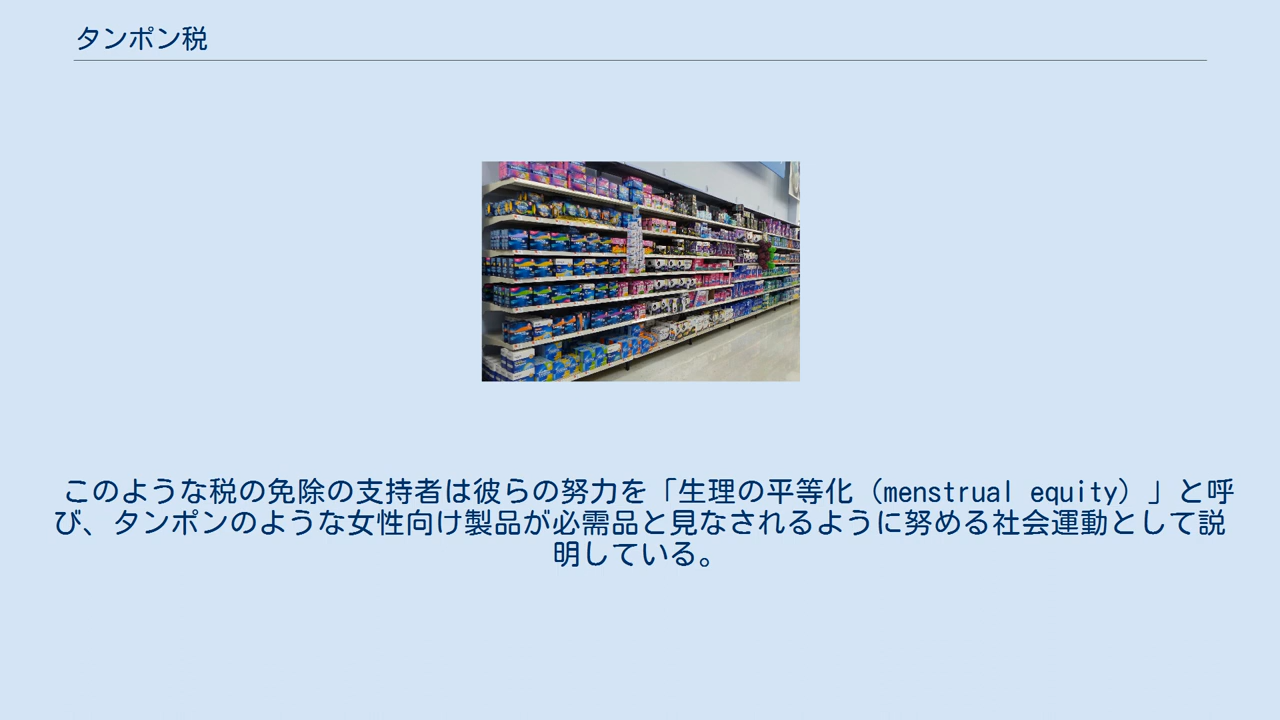 タンポン税
このような税の免除の支持者は彼らの努力を「生理の平等化（menstrual equity）」と呼
び、タンポンのような女性向け製品が必需品と見なされるように努める社会運動として説
明している。